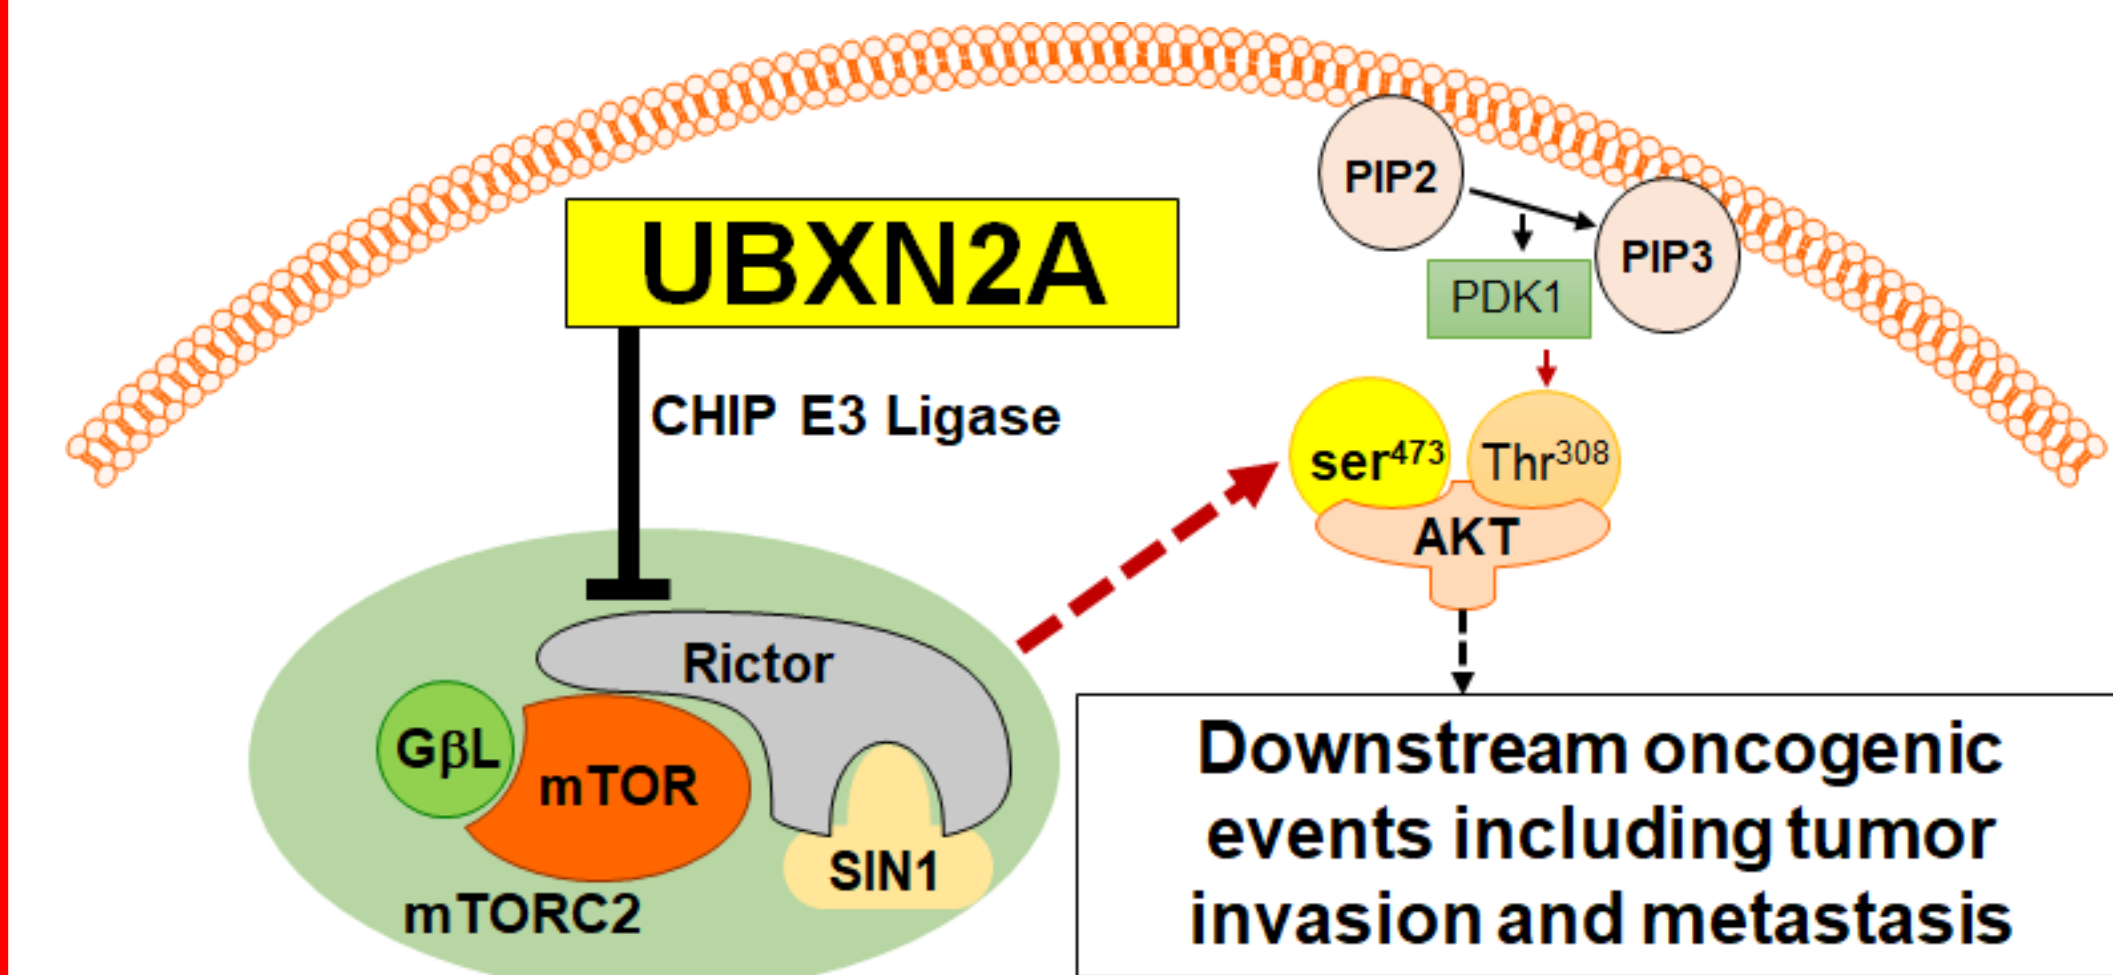 UBXN2A
CHIP E3 Ligase
PIP2
PIP3
PDK1
ser⁴⁷³
Thr³⁰⁸
AKT
Rictor
GβL
mTOR
SIN1
mTORC2
Downstream oncogenic
events including tumor
invasion and metastasis